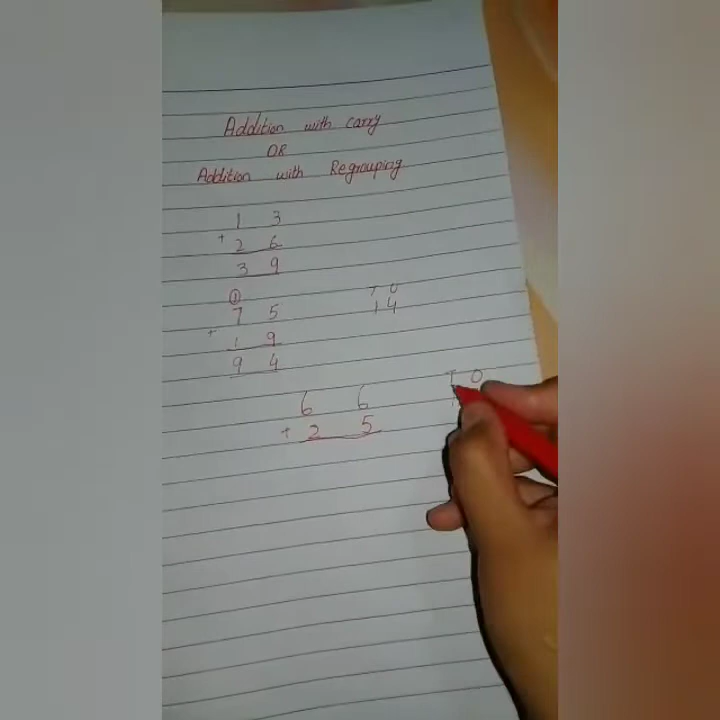 Addition with Carry
OR
Addition with Regrouping
1 3
+ 2 6
3 9
①
7 5
+ 1 9
9 4
T O
1 4
6 6
+ 2 5
T O
1